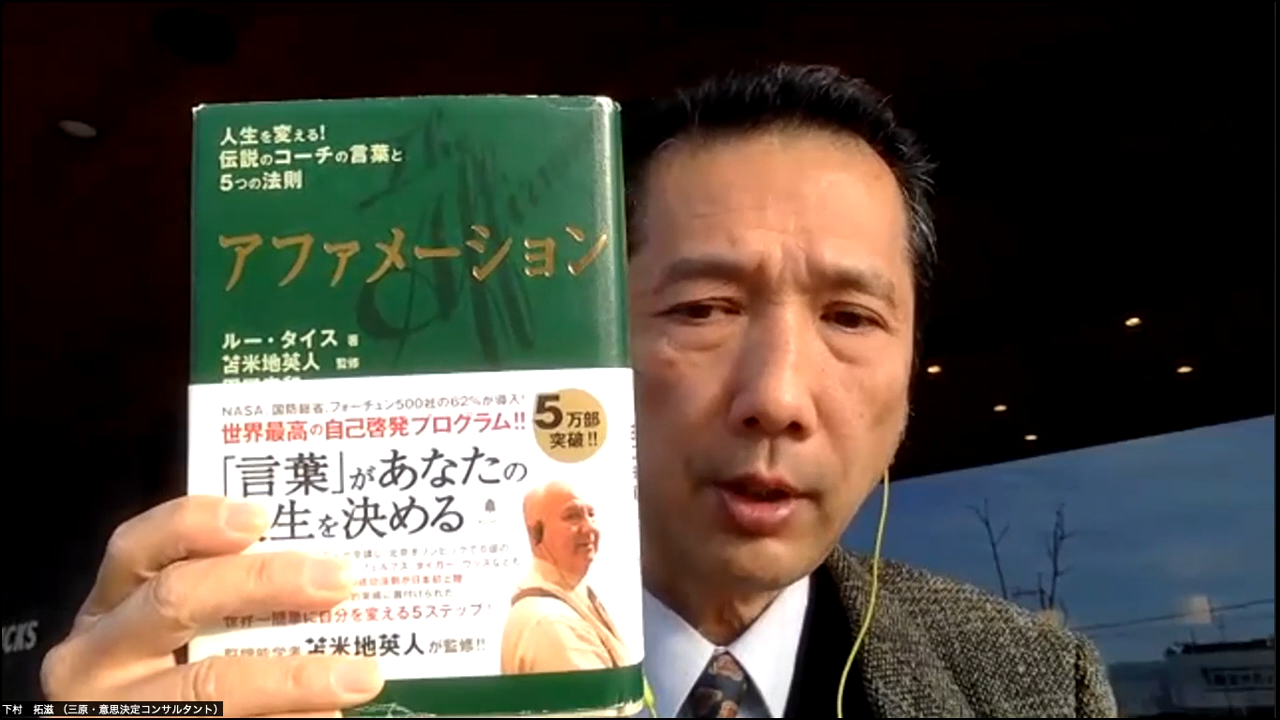 人生を変える!
伝説のコーチの言葉と
5つの法則
アファメーション
ルー・タイス 著
苫米地英人 監修
NASA、国防総省、フォーチュン500社の62%が導入!
世界最高の自己啓発プログラム!!
5万部
突破!!
「言葉」があなたの
生を決める
世界一簡単に自分を変える5ステップ!
苫米地英人が監修!!
下村 拓滋 (三原・意思決定コンサルタント)